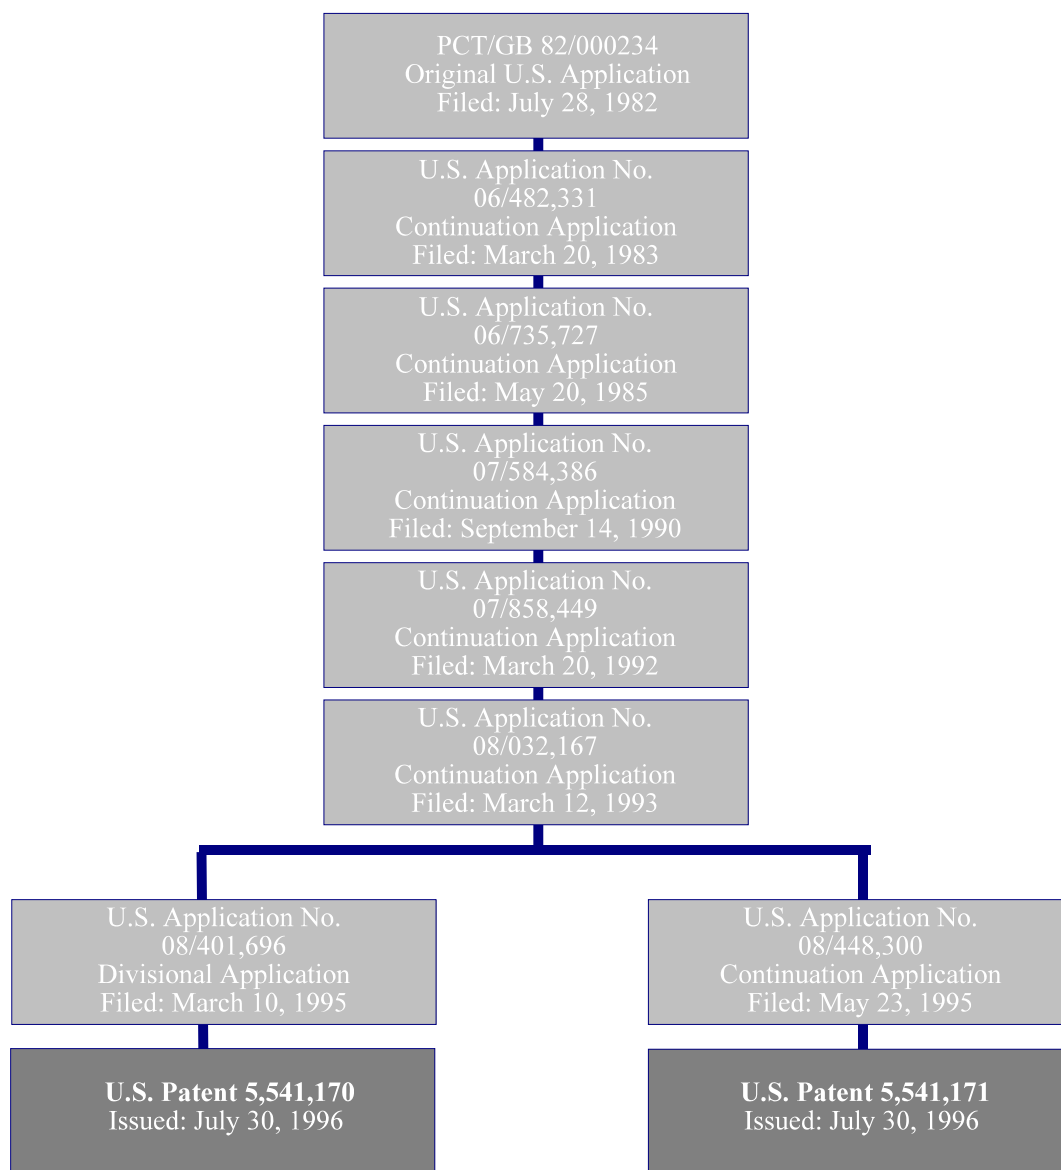 PCT/GB 82/000234
Original U.S. Application
Filed: July 28, 1982
U.S. Application No.
06/482,331
Continuation Application
Filed: March 20, 1983
U.S. Application No.
06/735,727
Continuation Application
Filed: May 20, 1985
U.S. Application No.
07/584,386
Continuation Application
Filed: September 14, 1990
U.S. Application No.
07/858,449
Continuation Application
Filed: March 20, 1992
U.S. Application No.
08/032,167
Continuation Application
Filed: March 12, 1993
U.S. Application No.
08/401,696
Divisional Application
Filed: March 10, 1995
U.S. Patent 5,541,170
Issued: July 30, 1996
U.S. Application No.
08/448,300
Continuation Application
Filed: May 23, 1995
U.S. Patent 5,541,171
Issued: July 30, 1996